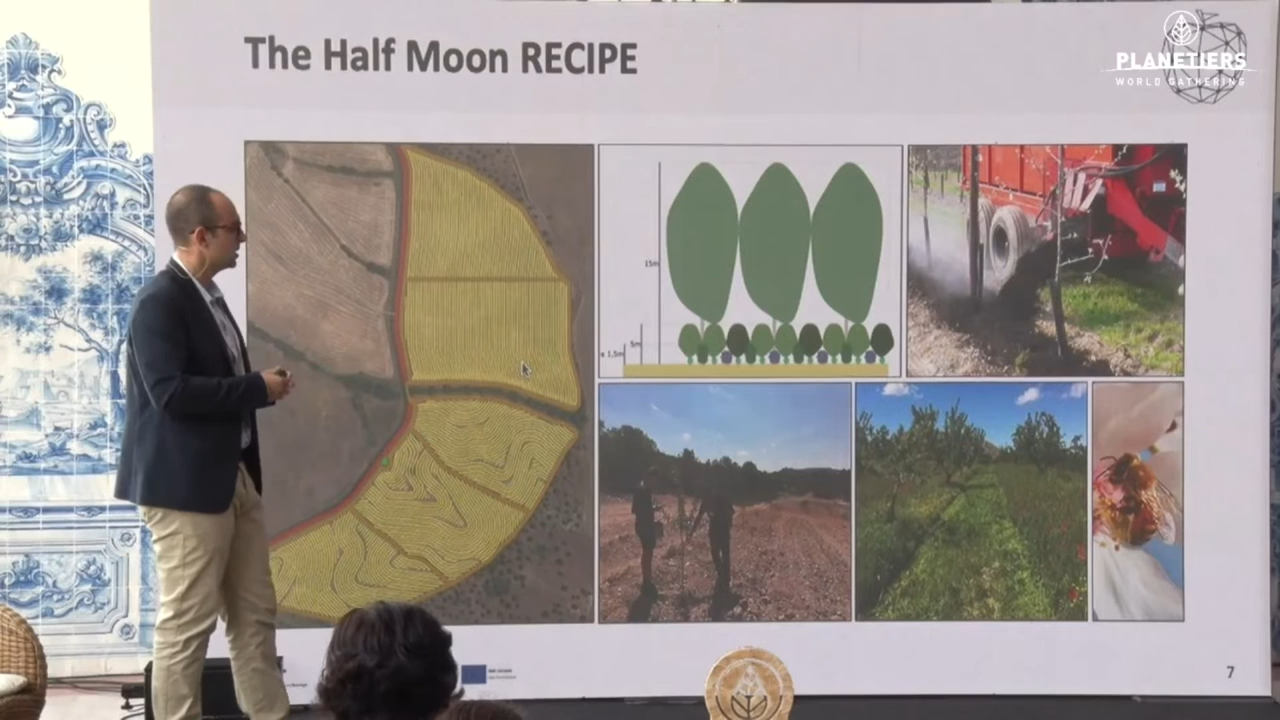 The Half Moon RECIPE
PLANETIERS
WORLD GATHERING
15m
5m
± 1,5m
7